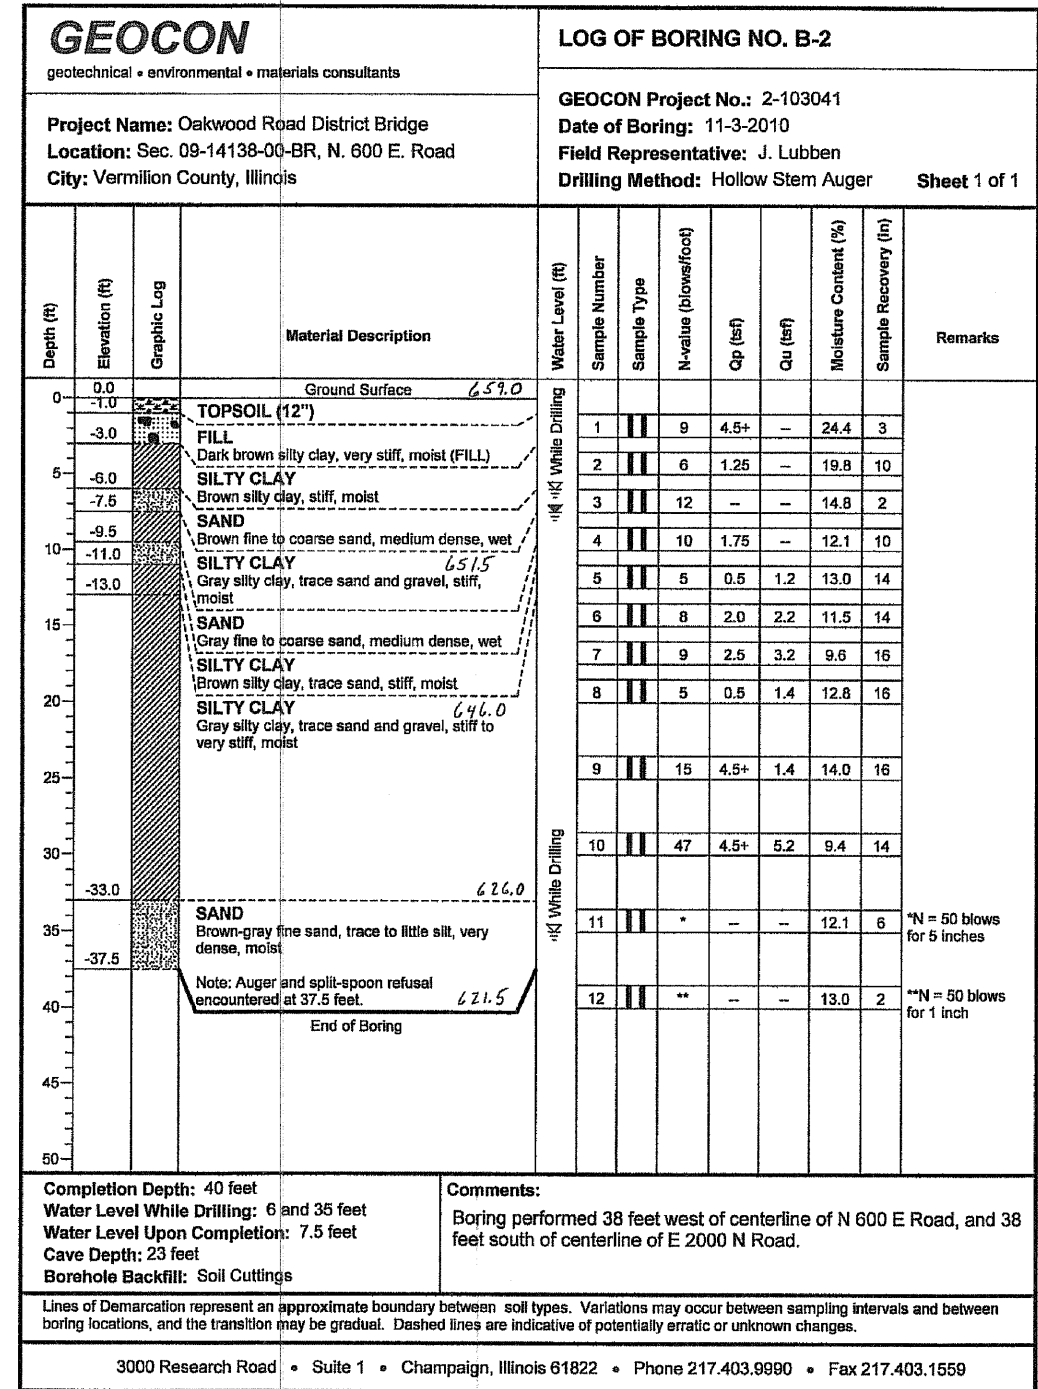 GEOCON
geotechnical • environmental • materials consultants
Project Name: Oakwood Road District Bridge
Location: Sec. 09-14138-00-BR, N. 600 E. Road
City: Vermilion County, Illinois
LOG OF BORING NO. B-2
GEOCON Project No.: 2-103041
Date of Boring: 11-3-2010
Field Representative: J. Lubben
Drilling Method: Hollow Stem Auger Sheet 1 of 1
Depth (ft)
Elevation (ft)
Graphic Log
Material Description
Water Level (ft)
Sample Number
Sample Type
N-value (blows/foot)
Qp (tsf)
Qu (tsf)
Moisture Content (%)
Sample Recovery (in)
Remarks
0
5
10
15
20
25
30
35
40
45
50
0.0
-1.0
-3.0
-6.0
-7.5
-9.5
-11.0
-13.0
-33.0
-37.5
Ground Surface 659.0
TOPSOIL (12")
FILL
Dark brown silty clay, very stiff, moist (FILL)
SILTY CLAY
Brown silty clay, stiff, moist
SAND
Brown fine to coarse sand, medium dense, wet
SILTY CLAY 651.5
Gray silty clay, trace sand and gravel, stiff,
moist
SAND
Gray fine to coarse sand, medium dense, wet
SILTY CLAY
Brown silty clay, trace sand, stiff, moist
SILTY CLAY 646.0
Gray silty clay, trace sand and gravel, stiff to
very stiff, moist
626.0
SAND
Brown-gray fine sand, trace to little silt, very
dense, moist
Note: Auger and split-spoon refusal
encountered at 37.5 feet. 621.5
End of Boring
While Drilling
While Drilling
1 9 4.5+ -- 24.4 3
2 6 1.25 -- 19.8 10
3 12 -- -- 14.8 2
4 10 1.75 -- 12.1 10
5 5 0.5 1.2 13.0 14
6 8 2.0 2.2 11.5 14
7 9 2.5 3.2 9.6 16
8 5 0.5 1.4 12.8 16
9 15 4.5+ 1.4 14.0 16
10 47 4.5+ 5.2 9.4 14
11 * -- -- 12.1 6 *N = 50 blows
for 5 inches
12 ** -- -- 13.0 2 **N = 50 blows
for 1 inch
Completion Depth: 40 feet
Water Level While Drilling: 6 and 35 feet
Water Level Upon Completion: 7.5 feet
Cave Depth: 23 feet
Borehole Backfill: Soil Cuttings
Comments:
Boring performed 38 feet west of centerline of N 600 E Road, and 38
feet south of centerline of E 2000 N Road.
Lines of Demarcation represent an approximate boundary between soil types. Variations may occur between sampling intervals and between
boring locations, and the transition may be gradual. Dashed lines are indicative of potentially erratic or unknown changes.
3000 Research Road • Suite 1 • Champaign, Illinois 61822 • Phone 217.403.9990 • Fax 217.403.1559